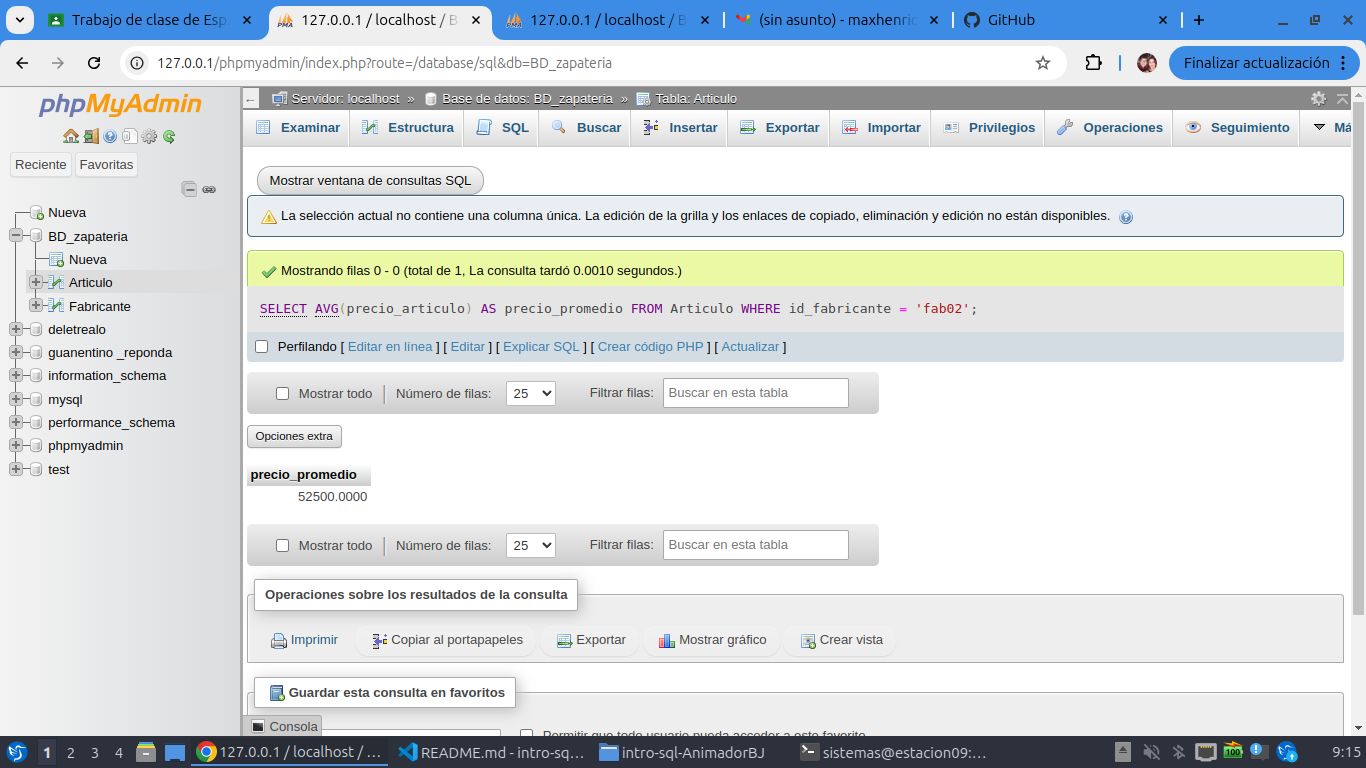 Trabajo de clase de Esp
127.0.0.1 / localhost / B
127.0.0.1 / localhost / B
(sin asunto) - maxhenric
GitHub
127.0.0.1/phpmyadmin/index.php?route=/database/sql&db=BD_zapateria
Finalizar actualización
phpMyAdmin
Reciente Favoritas
Nueva
BD_zapateria
Nueva
Articulo
Fabricante
deletrealo
guanentino _reponda
information_schema
mysql
performance_schema
phpmyadmin
test
Servidor: localhost » Base de datos: BD_zapateria » Tabla: Articulo
Examinar Estructura SQL Buscar Insertar Exportar Importar Privilegios Operaciones Seguimiento Má
Mostrar ventana de consultas SQL
La selección actual no contiene una columna única. La edición de la grilla y los enlaces de copiado, eliminación y edición no están disponibles.
Mostrando filas 0 - 0 (total de 1, La consulta tardó 0.0010 segundos.)
SELECT AVG(precio_articulo) AS precio_promedio FROM Articulo WHERE id_fabricante = 'fab02';
Perfilando [ Editar en línea ] [ Editar ] [ Explicar SQL ] [ Crear código PHP ] [ Actualizar ]
Mostrar todo | Número de filas: 25 Filtrar filas: Buscar en esta tabla
Opciones extra
precio_promedio
52500.0000
Mostrar todo | Número de filas: 25 Filtrar filas: Buscar en esta tabla
Operaciones sobre los resultados de la consulta
Imprimir Copiar al portapapeles Exportar Mostrar gráfico Crear vista
Guardar esta consulta en favoritos
Consola
Permitir que todo usuario pueda acceder a este favorito
1 2 3 4 127.0.0.1 / localhost / ... README.md - intro-sq... intro-sql-AnimadorBJ sistemas@estacion09:... 100 9:15